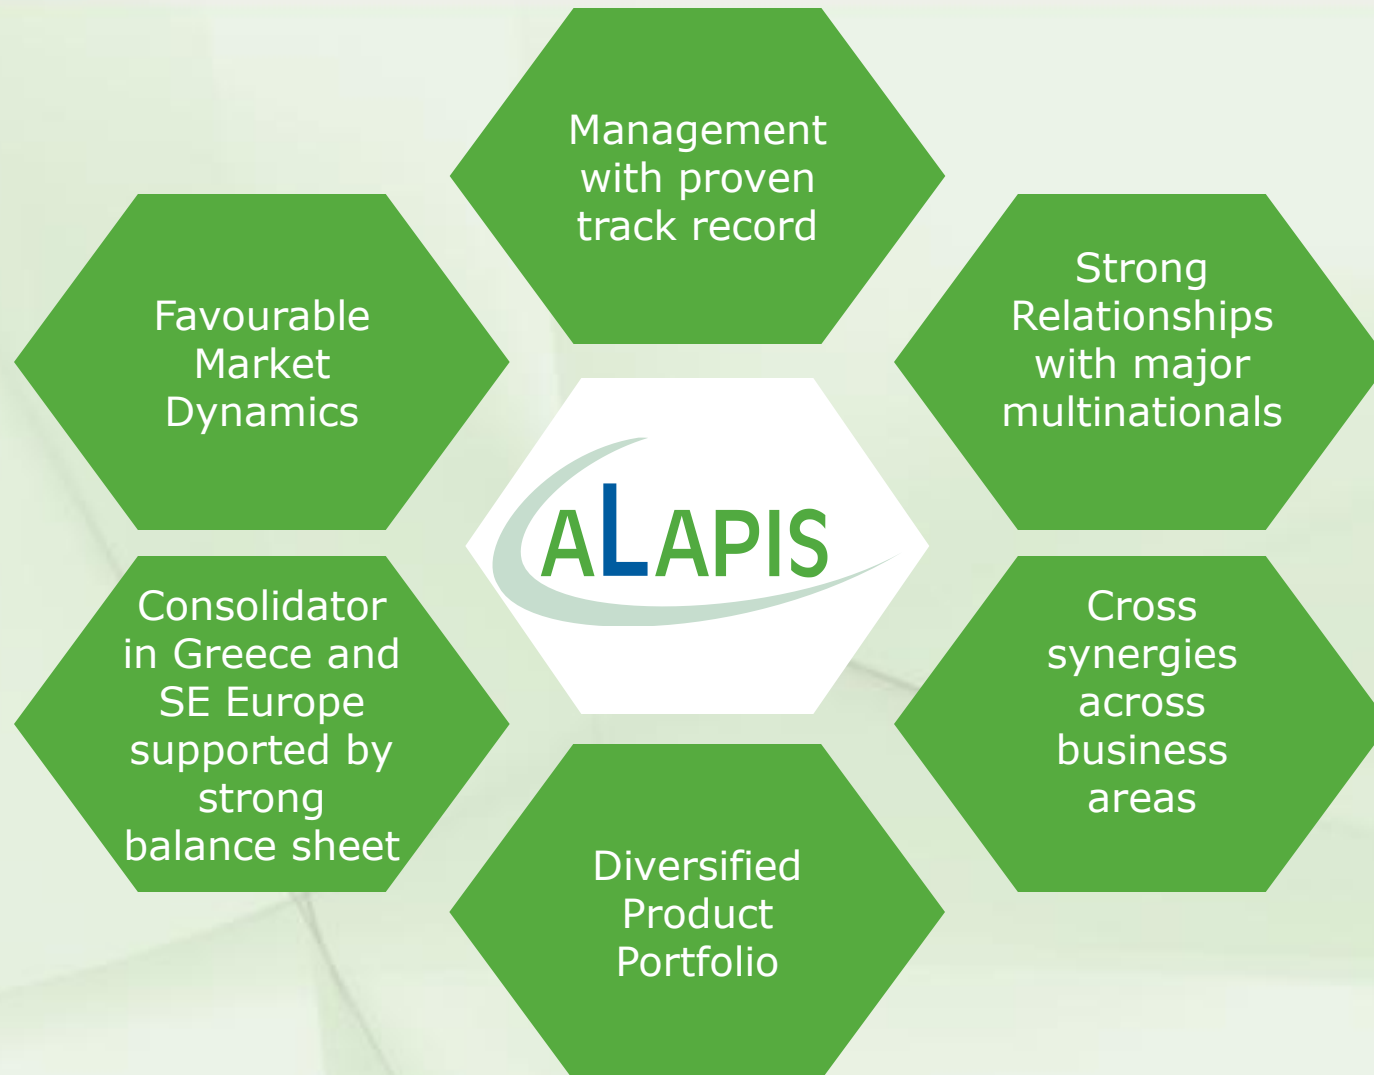 Management
with proven
track record
Strong
Relationships
with major
multinationals
Favourable
Market
Dynamics
ALAPIS
Consolidator
in Greece and
SE Europe
supported by
strong
balance sheet
Cross
synergies
across
business
areas
Diversified
Product
Portfolio